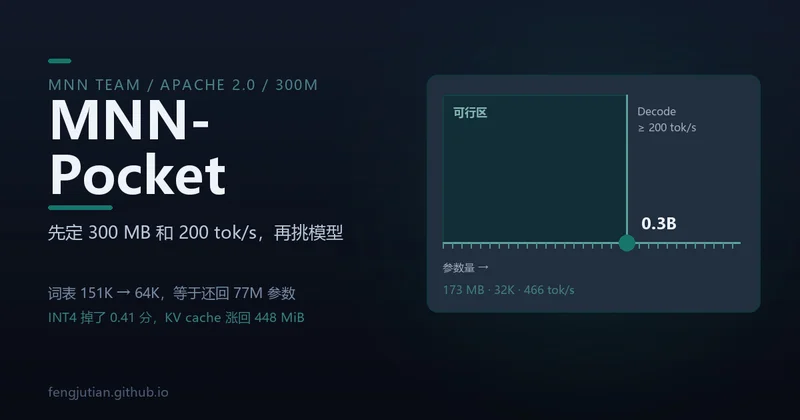 MNN TEAM / APACHE 2.0 / 300M
MNN-
Pocket
先定 300 MB 和 200 tok/s，再挑模型
词表 151K → 64K，等于还回 77M 参数
INT4 掉了 0.41 分，KV cache 涨回 448 MiB
fengjutian.github.io
可行区
Decode
≥ 200 tok/s
0.3B
参数量 →
173 MB · 32K · 466 tok/s